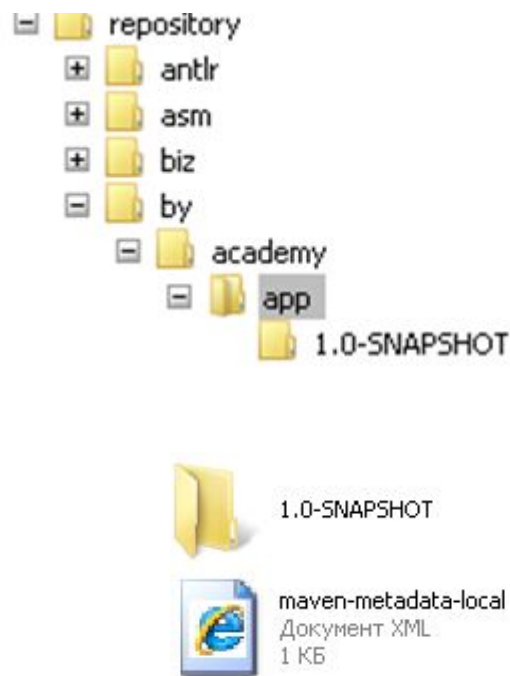 repository
antlr
asm
biz
by
academy
app
1.0-SNAPSHOT
1.0-SNAPSHOT
maven-metadata-local
Документ XML
1 КБ